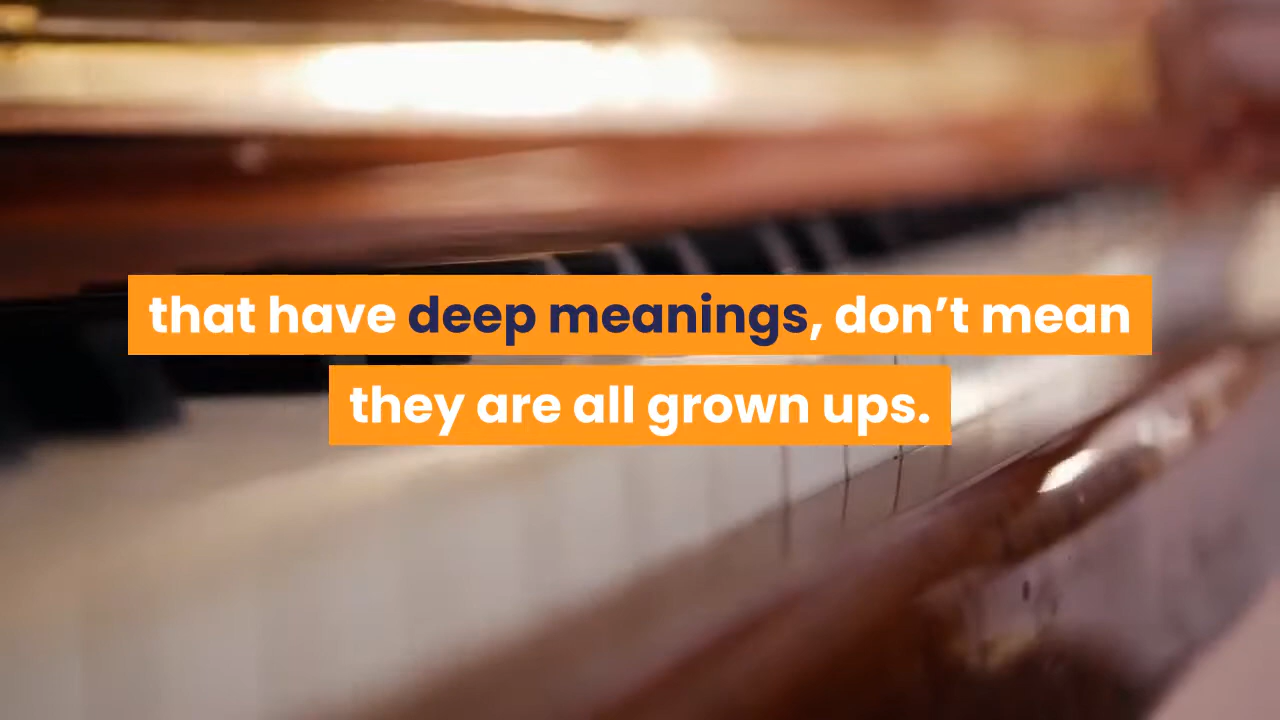 that have deep meanings, don’t mean
they are all grown ups.